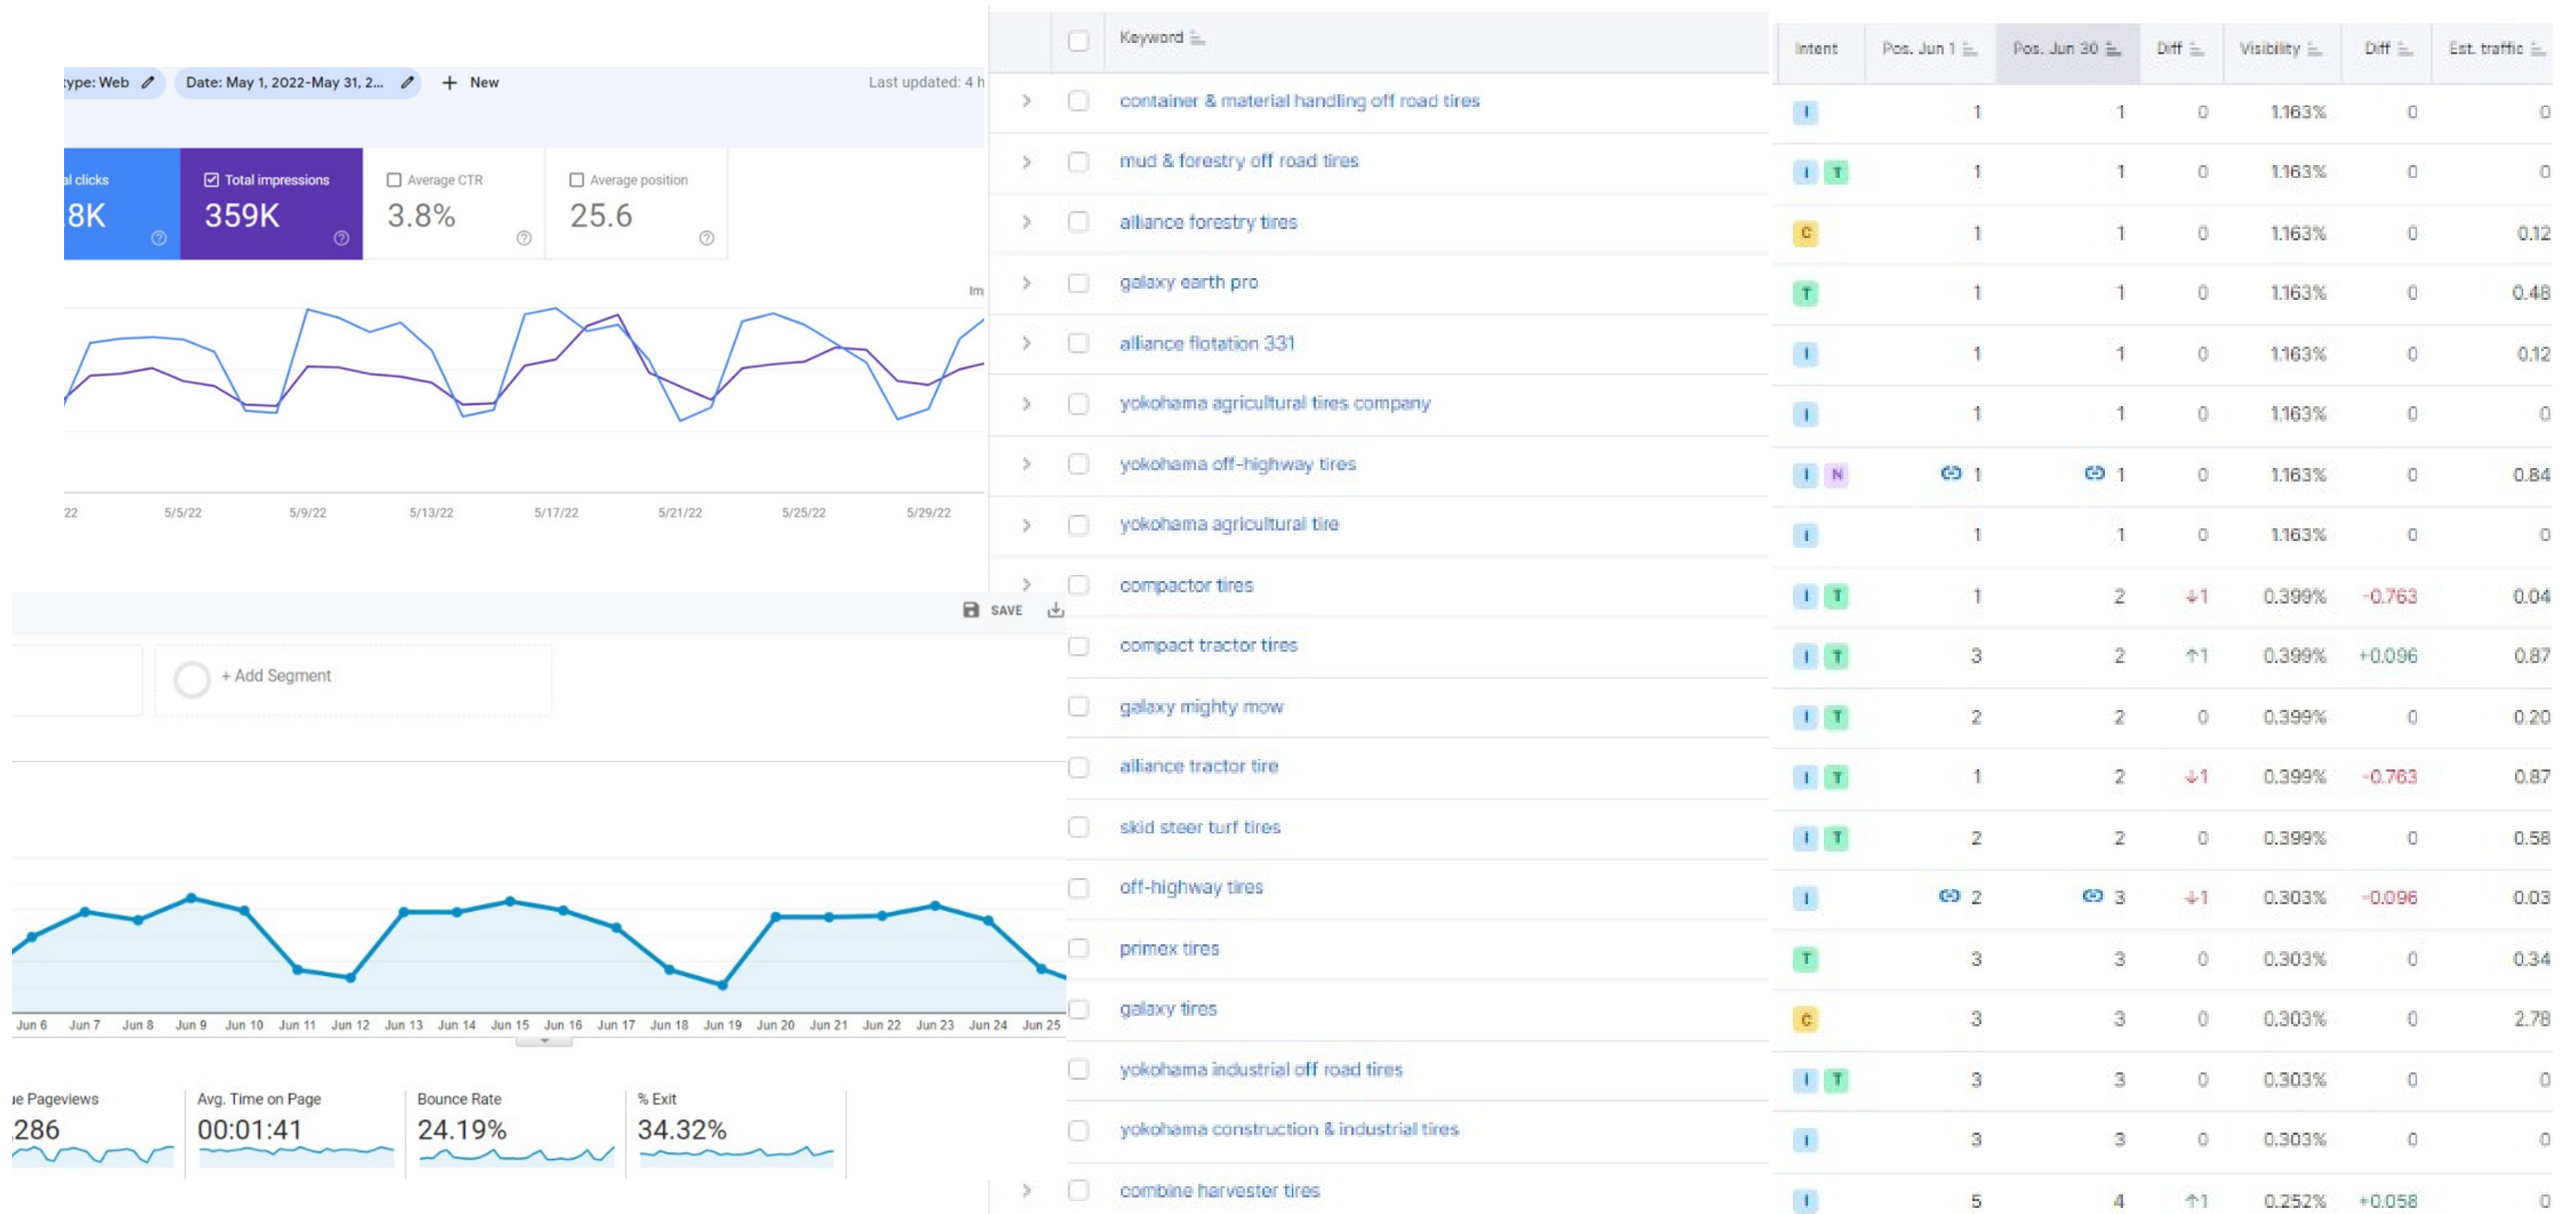 ype: Web
Date: May 1, 2022-May 31, 2...
+ New
Last updated: 4 h
al clicks
.8K
Total impressions
359K
Average CTR
3.8%
Average position
25.6
Im
22 5/5/22 5/9/22 5/13/22 5/17/22 5/21/22 5/25/22 5/29/22
SAVE
+ Add Segment
Jun 6 Jun 7 Jun 8 Jun 9 Jun 10 Jun 11 Jun 12 Jun 13 Jun 14 Jun 15 Jun 16 Jun 17 Jun 18 Jun 19 Jun 20 Jun 21 Jun 22 Jun 23 Jun 24 Jun 25
ue Pageviews
286
Avg. Time on Page
00:01:41
Bounce Rate
24.19%
% Exit
34.32%
Keyword
container & material handling off road tires
mud & forestry off road tires
alliance forestry tires
galaxy earth pro
alliance flotation 331
yokohama agricultural tires company
yokohama off-highway tires
yokohama agricultural tire
compactor tires
compact tractor tires
galaxy mighty mow
alliance tractor tire
skid steer turf tires
off-highway tires
primex tires
galaxy tires
yokohama industrial off road tires
yokohama construction & industrial tires
combine harvester tires
Intent Pos. Jun 1 Pos. Jun 30 Diff Visibility Diff Est. traffic
I 1 1 0 1.163% 0 0
I T 1 1 0 1.163% 0 0
C 1 1 0 1.163% 0 0.12
T 1 1 0 1.163% 0 0.48
I 1 1 0 1.163% 0 0.12
I 1 1 0 1.163% 0 0
I N 1 1 0 1.163% 0 0.84
I 1 1 0 1.163% 0 0
I T 1 2 ↓1 0.399% -0.763 0.04
I T 3 2 ↑1 0.399% +0.096 0.87
I T 2 2 0 0.399% 0 0.20
I T 1 2 ↓1 0.399% -0.763 0.87
I T 2 2 0 0.399% 0 0.58
I 2 3 ↓1 0.303% -0.096 0.03
T 3 3 0 0.303% 0 0.34
C 3 3 0 0.303% 0 2.78
I T 3 3 0 0.303% 0 0
I 3 3 0 0.303% 0 0
I 5 4 ↑1 0.252% +0.058 0